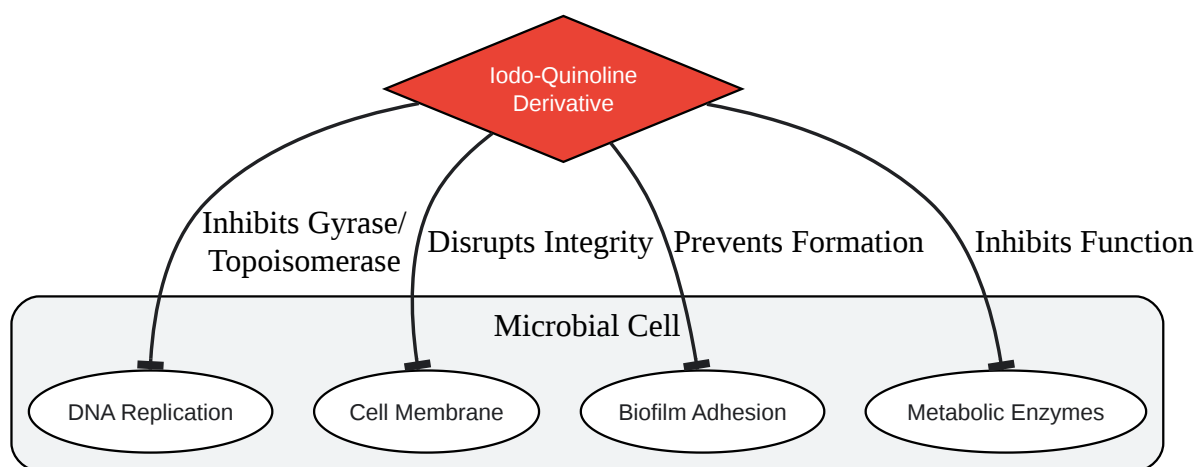 Iodo-Quinoline
Derivative
Inhibits Gyrase/
Topoisomerase
Disrupts Integrity
Prevents Formation
Inhibits Function
Microbial Cell
DNA Replication
Cell Membrane
Biofilm Adhesion
Metabolic Enzymes